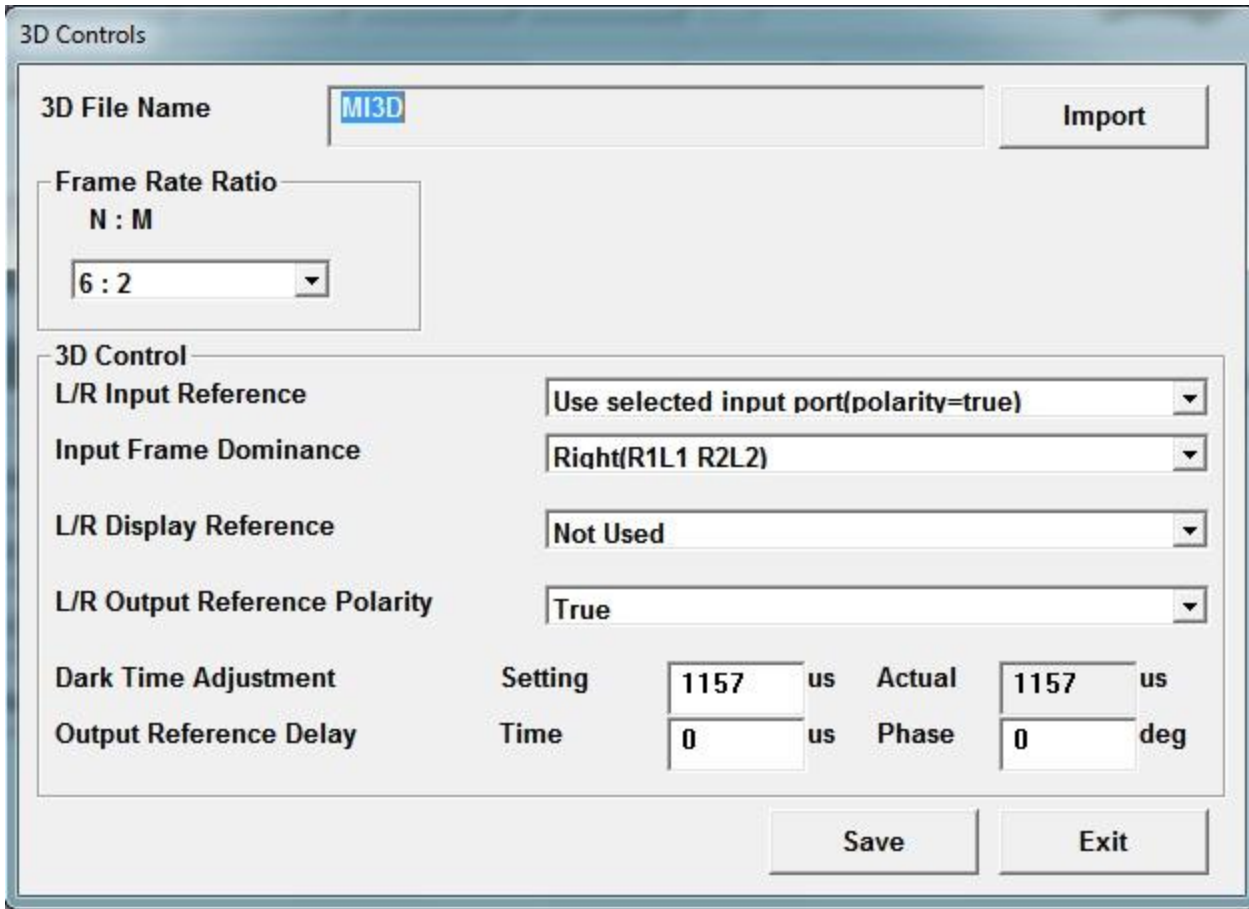 3D Controls
3D File Name MI3D Import
Frame Rate Ratio
N : M
6 : 2
3D Control
L/R Input Reference Use selected input port(polarity=true)
Input Frame Dominance Right(R1L1 R2L2)
L/R Display Reference Not Used
L/R Output Reference Polarity True
Dark Time Adjustment Setting 1157 us Actual 1157 us
Output Reference Delay Time 0 us Phase 0 deg
Save Exit